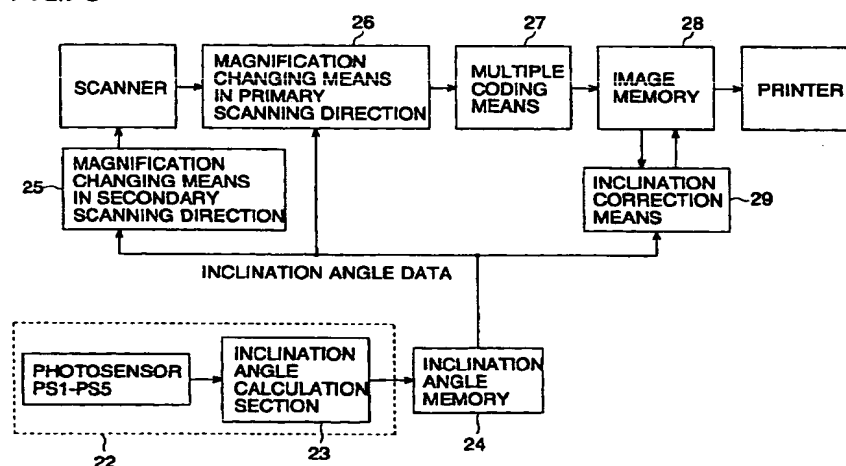 26
27
28
SCANNER
MAGNIFICATION
CHANGING MEANS
IN PRIMARY
SCANNING DIRECTION
MULTIPLE
CODING
MEANS
IMAGE
MEMORY
PRINTER
25
MAGNIFICATION
CHANGING MEANS
IN SECONDARY
SCANNING DIRECTION
INCLINATION
CORRECTION
MEANS
29
INCLINATION ANGLE DATA
PHOTOSENSOR
PS1-PS5
INCLINATION
ANGLE
CALCULATION
SECTION
INCLINATION
ANGLE
MEMORY
22
23
24